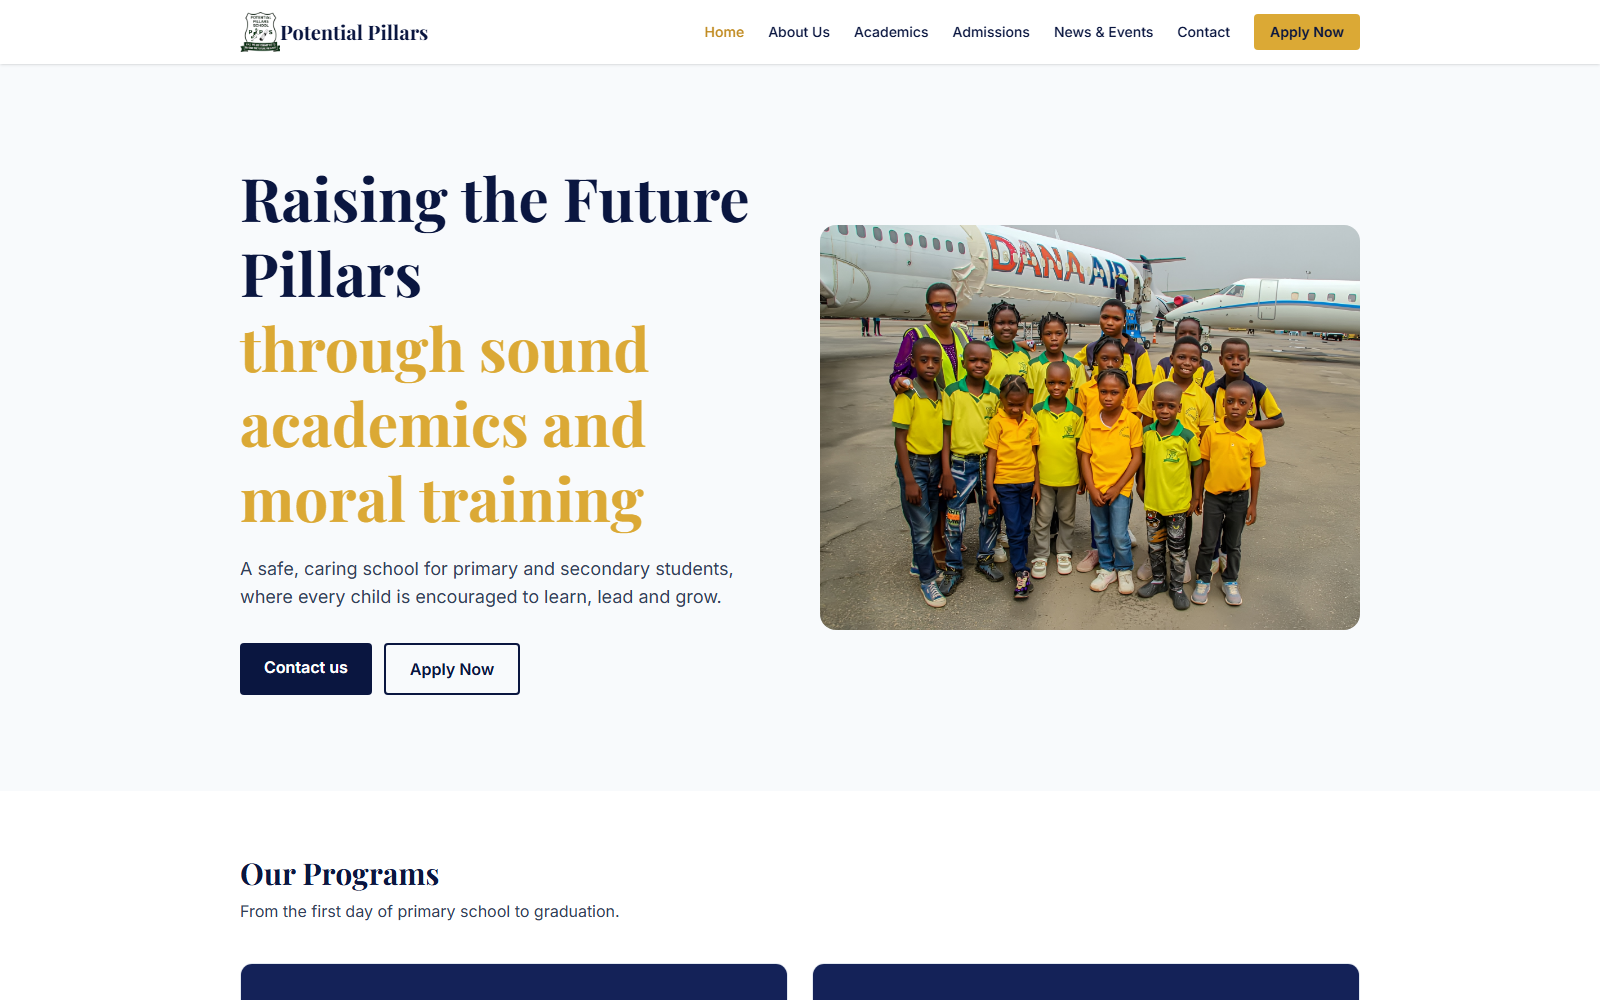 POTENTIAL
PILLARS
SCHOOL
Potential Pillars
Home
About Us
Academics
Admissions
News & Events
Contact
Apply Now
Raising the Future
Pillars
through sound
academics and
moral training
A safe, caring school for primary and secondary students,
where every child is encouraged to learn, lead and grow.
Contact us
Apply Now
DANA AIR
Our Programs
From the first day of primary school to graduation.